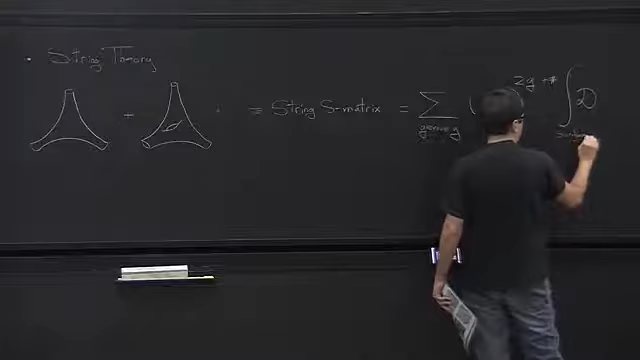 • String Theory
+ . = String S-matrix = ∑ ( 2g + ∫ D
genus g